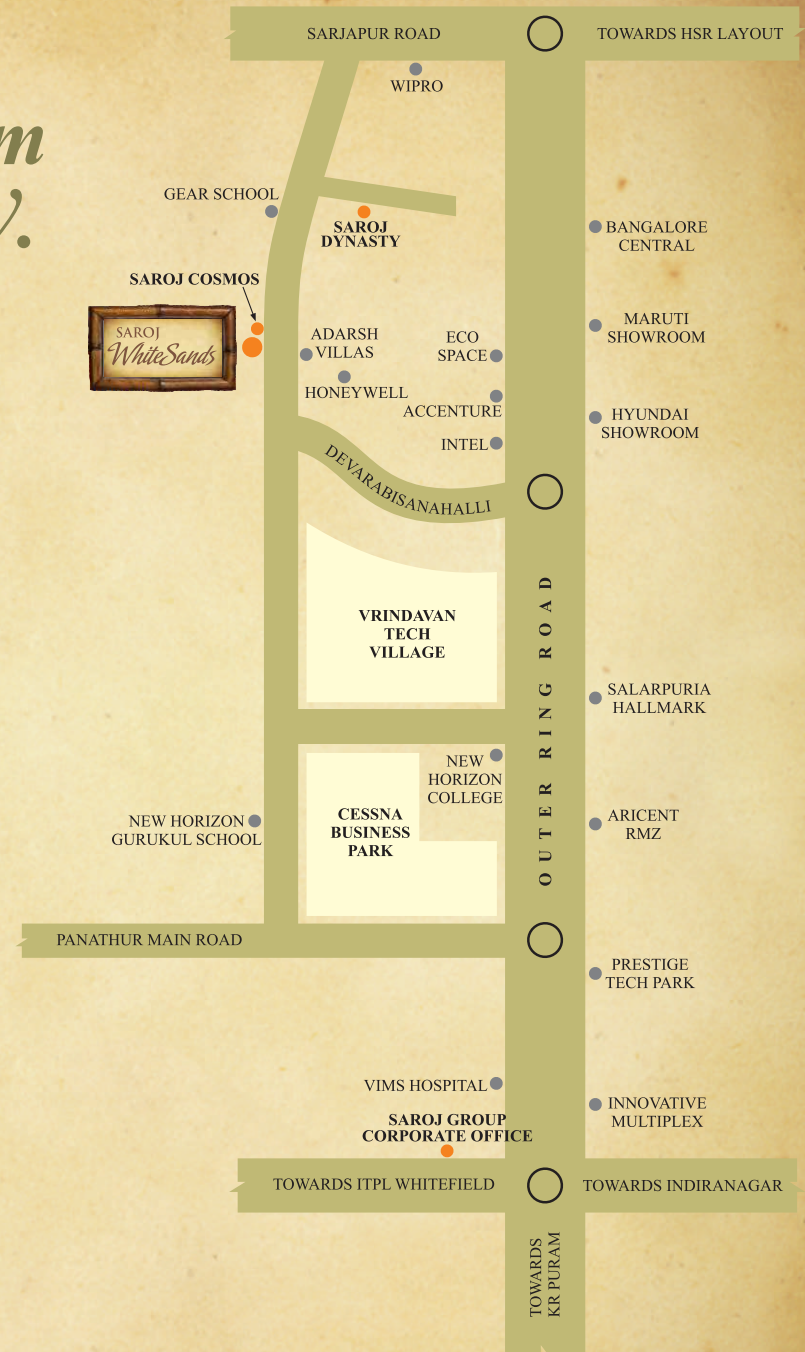 SARJAPUR ROAD
TOWARDS HSR LAYOUT
WIPRO
m
y.
GEAR SCHOOL
SAROJ
DYNASTY
BANGALORE
CENTRAL
SAROJ COSMOS
SAROJ
WhiteSands
ADARSH
VILLAS
HONEYWELL
ECO
SPACE
ACCENTURE
INTEL
MARUTI
SHOWROOM
HYUNDAI
SHOWROOM
DEVARABISANAHALLI
VRINDAVAN
TECH
VILLAGE
OUTER RING ROAD
SALARPURIA
HALLMARK
NEW
HORIZON
COLLEGE
CESSNA
BUSINESS
PARK
NEW HORIZON
GURUKUL SCHOOL
ARICENT
RMZ
PANATHUR MAIN ROAD
PRESTIGE
TECH PARK
VIMS HOSPITAL
SAROJ GROUP
CORPORATE OFFICE
INNOVATIVE
MULTIPLEX
TOWARDS ITPL WHITEFIELD
TOWARDS INDIRANAGAR
TOWARDS
KR PURAM